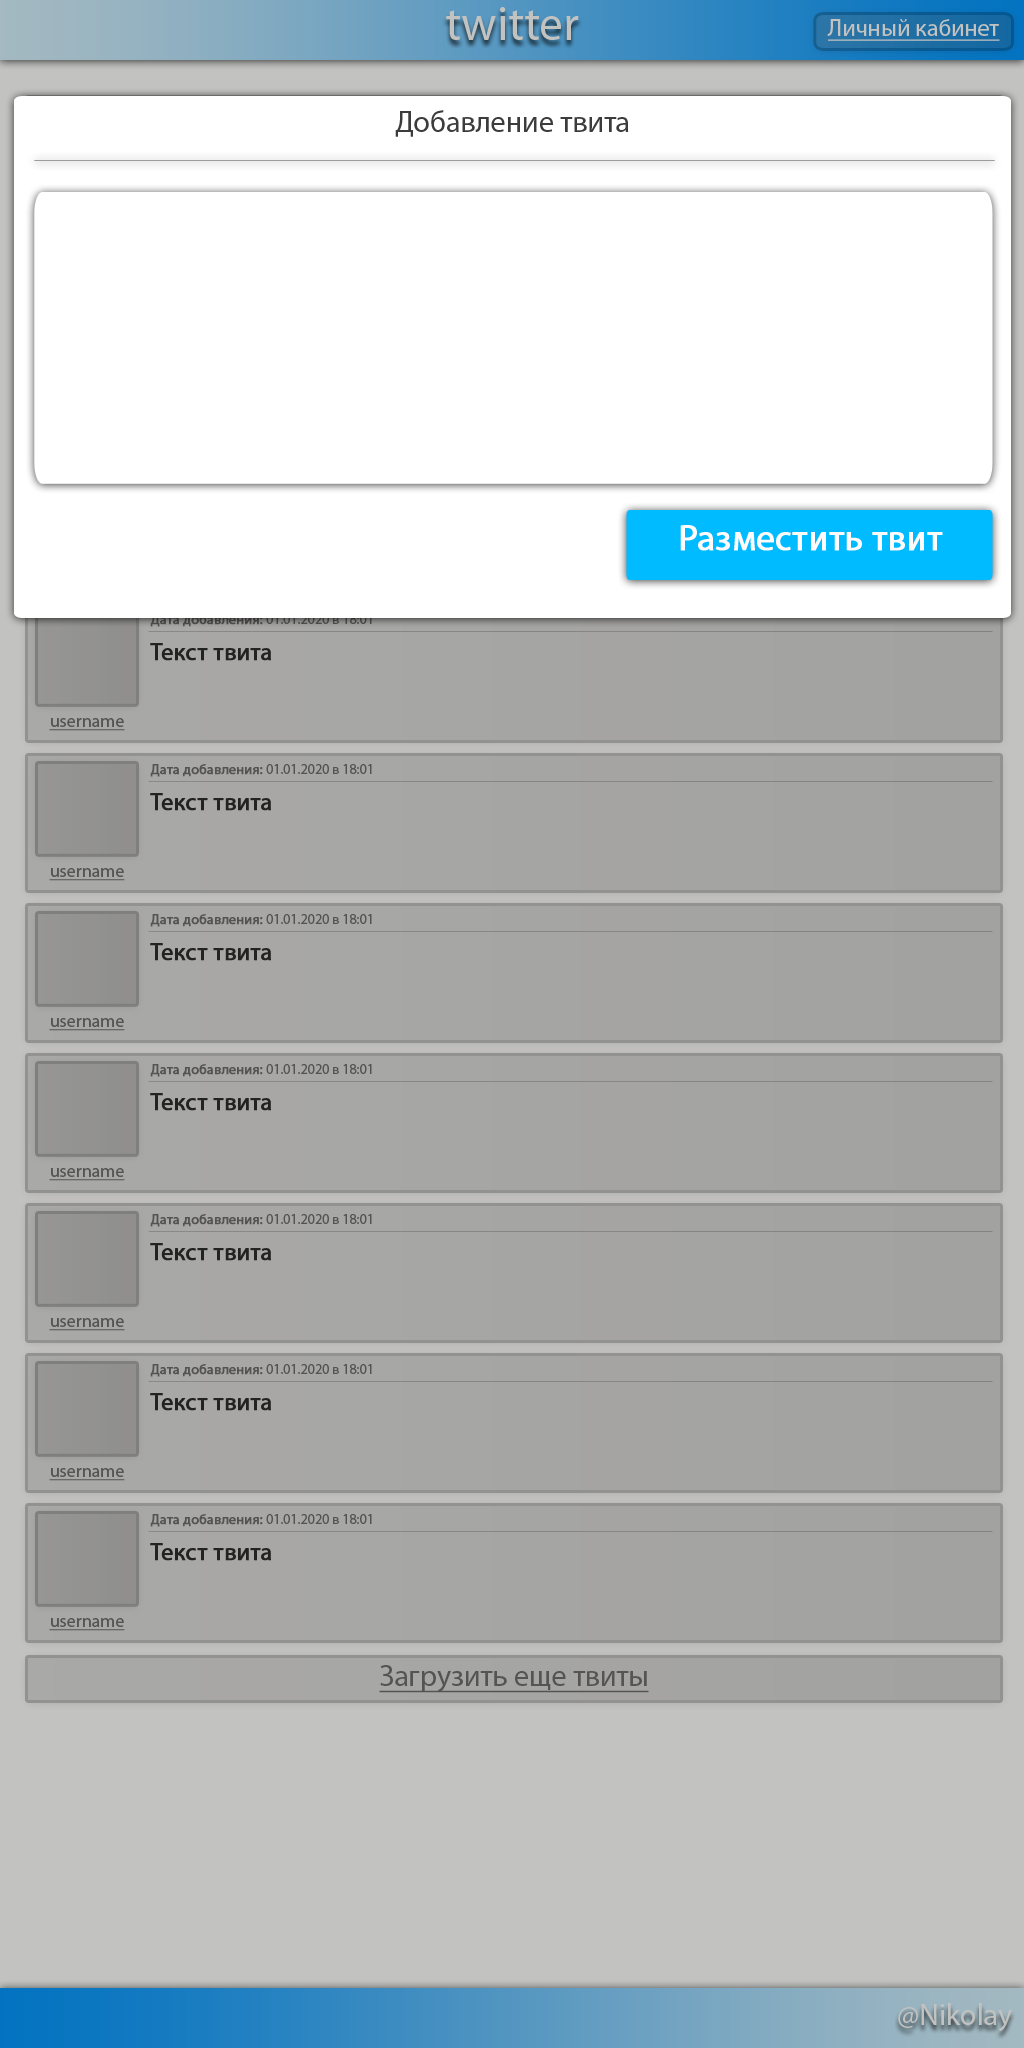 twitter
Личный кабинет
Добавление твита
Разместить твит
Дата добавления: 01.01.2020 в 18:01
Текст твита
username
Дата добавления: 01.01.2020 в 18:01
Текст твита
username
Дата добавления: 01.01.2020 в 18:01
Текст твита
username
Дата добавления: 01.01.2020 в 18:01
Текст твита
username
Дата добавления: 01.01.2020 в 18:01
Текст твита
username
Дата добавления: 01.01.2020 в 18:01
Текст твита
username
Дата добавления: 01.01.2020 в 18:01
Текст твита
username
Загрузить еще твиты
@Nikolay